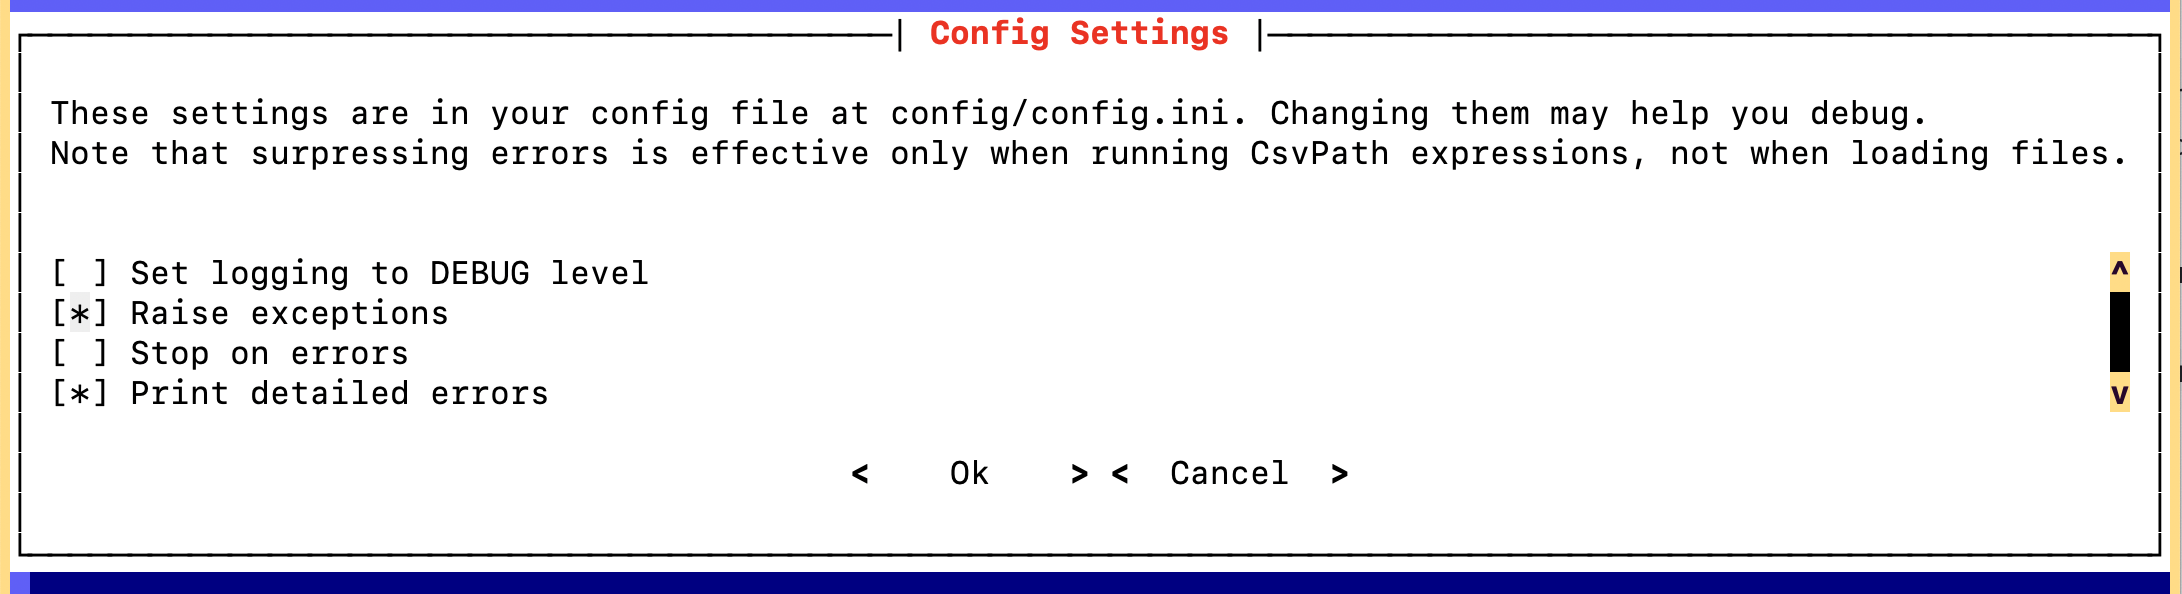 Config Settings
These settings are in your config file at config/config.ini. Changing them may help you debug.
Note that surpressing errors is effective only when running CsvPath expressions, not when loading files.
[ ] Set logging to DEBUG level
[*] Raise exceptions
[ ] Stop on errors
[*] Print detailed errors
< Ok > < Cancel >